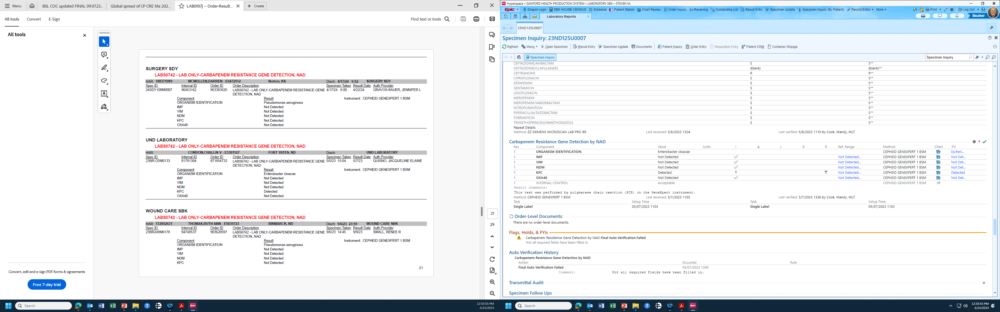 Menu
BSL COC updated FINAL 09.07.23...
Global spread of CP CRE Ma 202...
LAB0107j – Order-Result...
Create
All tools
Convert
E-Sign
Find text or tools
All tools
Convert, edit and e-sign PDF forms & agreements
Free 7-day trial
SURGERY SDY
LABS0742 - LAB ONLY-CARBAPENEM RESISTANCE GENE DETECTION, NAD
HAR: 188375989 MCMULLEN,DARREN - E6472512 Norton, KS Disch: 4/17/24 9:52 SURGERY SDY
Spec ID Internal ID Order ID Order Description Specimen Taken Result Date Auth Provider
24SDY108M0007 90453162 963383626 LABS0742 - LAB ONLY-CARBAPENEM RESISTANCE GENE 4/17/24 8:00 4/22/24 GRAVOS-BAUER, JENNIFER L
DETECTION, NAD
Component Result Instrument: CEPHEID GENEXPERT 1 BSM
ORGANISM IDENTIFICATION Pseudomonas aeruginosa
IMP Not Detected
VIM Not Detected
NDM Not Detected
KPC Not Detected
OXA48 Not Detected
UND LABORATORY
LABS0742 - LAB ONLY-CARBAPENEM RESISTANCE GENE DETECTION, NAD
HAR: CONDON,CHALLIS V - E3301127 FORT YATES, ND Disch: UND LABORATORY
Spec ID Internal ID Order ID Order Description Specimen Taken Result Date Auth Provider
23BR125M0133 81781304 871854732 LABS0742 - LAB ONLY-CARBAPENEM RESISTANCE GENE 5/5/23 15:04 5/7/23 QUISNO, JACQUELINE ELAINE
DETECTION, NAD
Component Result Instrument: CEPHEID GENEXPERT 1 BSM
ORGANISM IDENTIFICATION Enterobacter cloacae
IMP Not Detected
VIM Not Detected
NDM Not Detected
KPC Detected
OXA48 Not Detected
WOUND CARE SBK
LABS0742 - LAB ONLY-CARBAPENEM RESISTANCE GENE DETECTION, NAD
HAR: 172852631 THOMAS,RUTH ANN - E5039723 BISMARCK, ND Disch: 9/6/23 23:59 WOUND CARE SBK
Spec ID Internal ID Order ID Order Description Specimen Taken Result Date Auth Provider
23BR249M0178 84748537 903620597 LABS0742 - LAB ONLY-CARBAPENEM RESISTANCE GENE 9/6/23 14:45 9/9/23 SMALL, RENEE R
DETECTION, NAD
Component Result Instrument: CEPHEID GENEXPERT 1 BSM
ORGANISM IDENTIFICATION Pseudomonas aeruginosa
IMP Not Detected
VIM Not Detected
NDM Not Detected
KPC Not Detected
21
21
29
Search
12:33:55 PM
4/24/2024
Hyperspace – SANFORD HEALTH PRODUCTION SYSTEM – LABORATORY SBK – STEVEN M.
Epic Dragon Login SBK HOUSE CENSUS Schedule Patient Station Chart Review Order Inquiry Receiving Outstanding List Result Entry Specimen Update Specimen Inquiry (By Patient) Record Editor More Print Log Out
Laboratory Reports
Beaker
23ND125U0007
Specimen Inquiry: 23ND125U0007
Refresh Views Open Specimen Result Entry Specimen Update Documents Patient Inquiry Order Entry Requisition Entry Patient CRM Container Storage
Specimen Inquiry
Specimen Inquiry
CEFTAZIDIME/AVIBACTAM S S**
CEFTAZIDIME/CLAVULANATE (blank) (blank)**
CEFTRIAXONE R R**
CIPROFLOXACIN S S**
ERTAPENEM S S**
GENTAMICIN S S**
LEVOFLOXACIN S S**
MEROPENEM S S**
MEROPENEM/VABORBACTAM S S**
NITROFURANTOIN S S**
PIPERACILLIN/TAZOBACTAM S S**
TOBRAMYCIN S S**
TRIMETHOPRIM/SULFAMETHOXAZOLE S S**
Repeat Details
Method: ZZ SIEMENS MICROSCAN LAB PRO BR Last received: 5/6/2023 1324 Last verified: 5/8/2023 1110 by Cook, Mandy, MLT
Carbapenem Resistance Gene Detection by NAD
Res Component Value Units ! Δ L IE R Ref. Range Method Chart PV
1 ORGANISM IDENTIFICATION Enterobacter cloacae CEPHEID GENEXPERT 1 BSM Escheri...
1 IMP Not Detected Not Detected... CEPHEID GENEXPERT 1 BSM Not Det...
1 VIM Not Detected Not Detected... CEPHEID GENEXPERT 1 BSM Not Det...
1 NDM Not Detected Not Detected... CEPHEID GENEXPERT 1 BSM Not Det...
1 KPC Detected ! Not Detected... CEPHEID GENEXPERT 1 BSM Detected
1 OXA48 Not Detected Not Detected... CEPHEID GENEXPERT 1 BSM Not Det...
1 INTERNAL CONTROL Acceptable CEPHEID GENEXPERT 1 BSM
Result comments:
This test was performed by polymerase chain reaction (PCR) on the GeneXpert instrument.
Method: CEPHEID GENEXPERT 1 BSM Last received: 5/7/2023 1103 Last verified: 5/7/2023 1336 by Cook, Mandy, MLT
Task Setup Time Task Setup Time
Single Label 05/07/2023 1103 Single Label 05/07/2023 1103
Order-Level Documents:
There are no order-level documents.
Flags, Holds, & FYIs
Carbapenem Resistance Gene Detection by NAD Final Auto Verification Failed
Not all required fields have been filled in.
Auto Verification History
Carbapenem Resistance Gene Detection by NAD
Action Occurred Rule
Final Auto Verification Failed 05/07/2023 1309
Comment: Not all required fields have been filled in.
Transmittal Audit
Specimen Follow Ups
Search
12:33:55 PM
4/24/2024